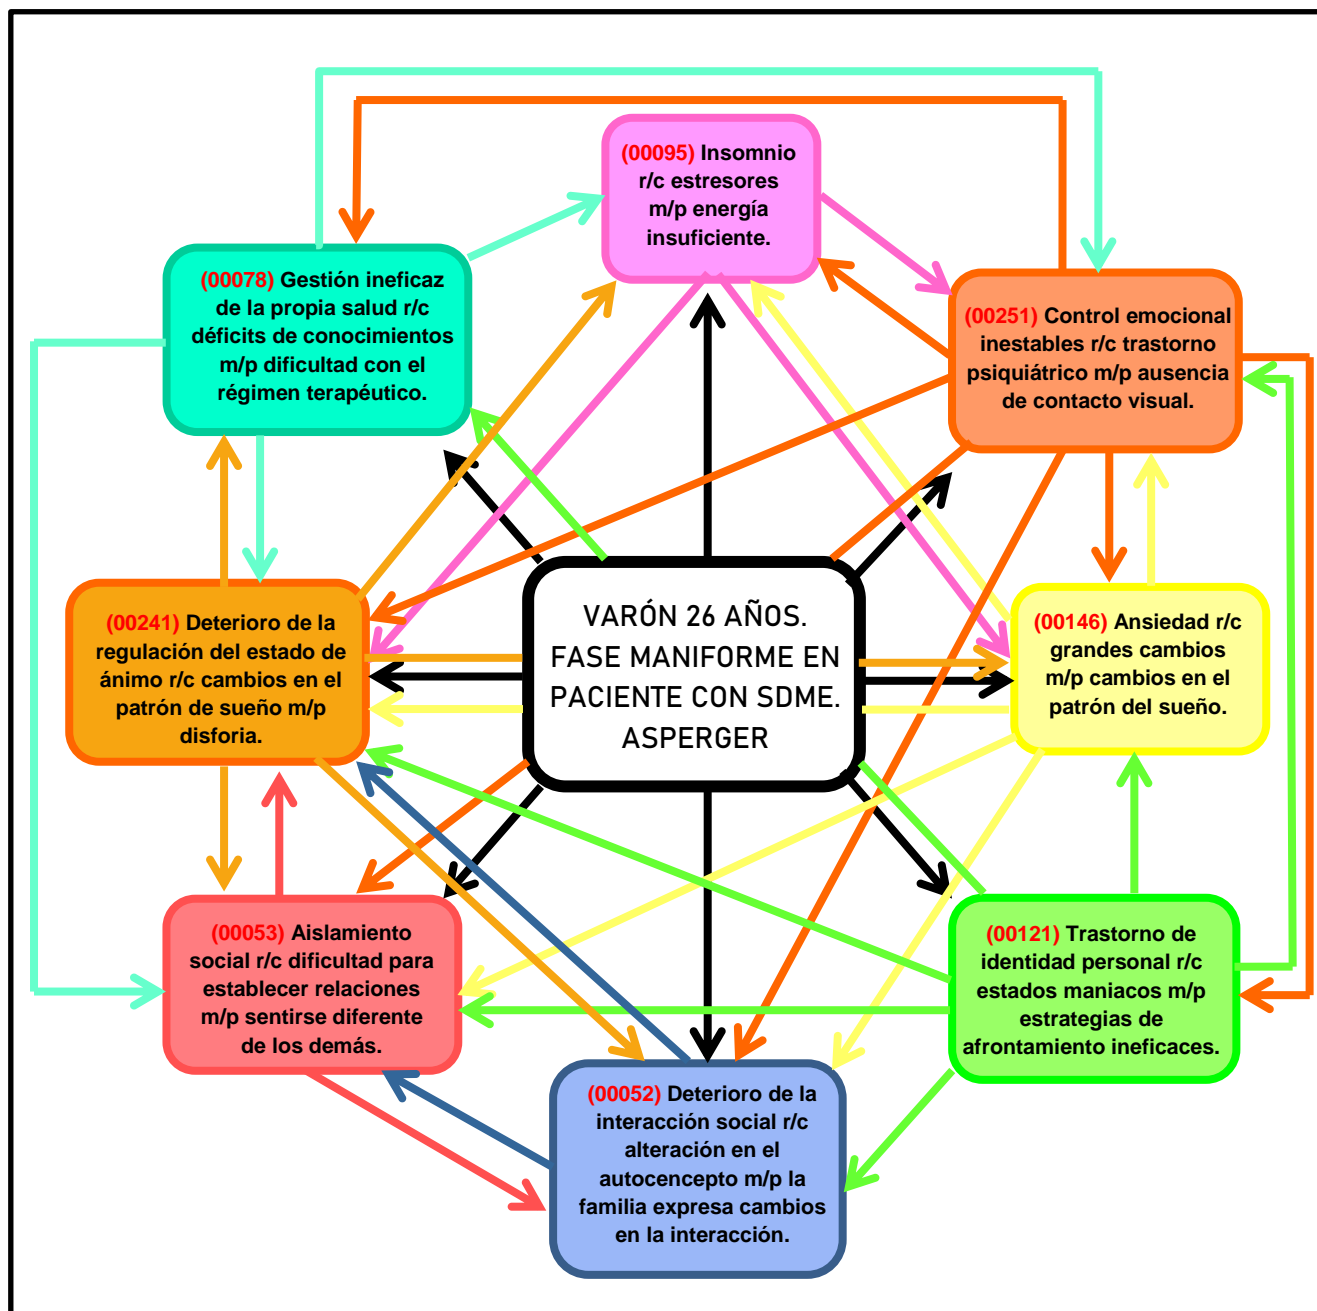 (00095) Insomnio
r/c estresores
m/p energía
insuficiente.
(00078) Gestión ineficaz
de la propia salud r/c
déficits de conocimientos
m/p dificultad con el
régimen terapéutico.
(00251) Control emocional
inestables r/c trastorno
psiquiátrico m/p ausencia
de contacto visual.
(00241) Deterioro de la
regulación del estado de
ánimo r/c cambios en el
patrón de sueño m/p
disforia.
VARÓN 26 AÑOS.
FASE MANIFORME EN
PACIENTE CON SDME.
ASPERGER
(00146) Ansiedad r/c
grandes cambios
m/p cambios en el
patrón del sueño.
(00053) Aislamiento
social r/c dificultad para
establecer relaciones
m/p sentirse diferente
de los demás.
(00121) Trastorno de
identidad personal r/c
estados maniacos m/p
estrategias de
afrontamiento ineficaces.
(00052) Deterioro de la
interacción social r/c
alteración en el
autocencepto m/p la
familia expresa cambios
en la interacción.